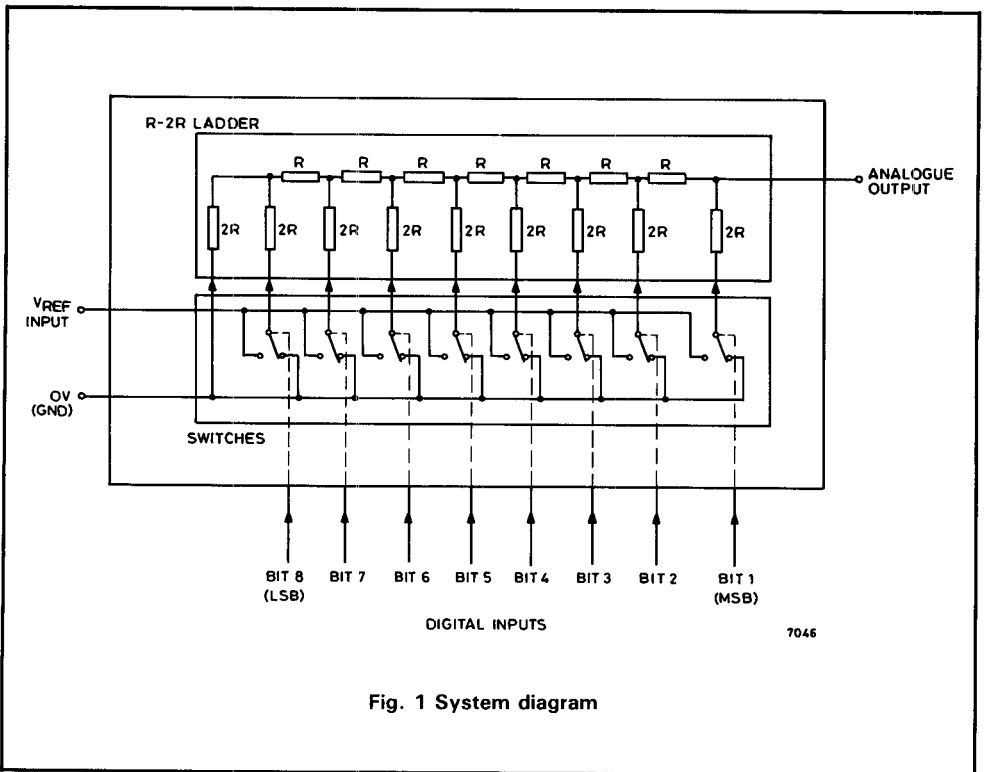 R-2R LADDER
R R R R R R R
ANALOGUE
OUTPUT
2R 2R 2R 2R 2R 2R 2R 2R 2R
VREF
INPUT
OV
(GND)
SWITCHES
BIT 8 BIT 7 BIT 6 BIT 5 BIT 4 BIT 3 BIT 2 BIT 1
(LSB) (MSB)
DIGITAL INPUTS
7046
Fig. 1 System diagram